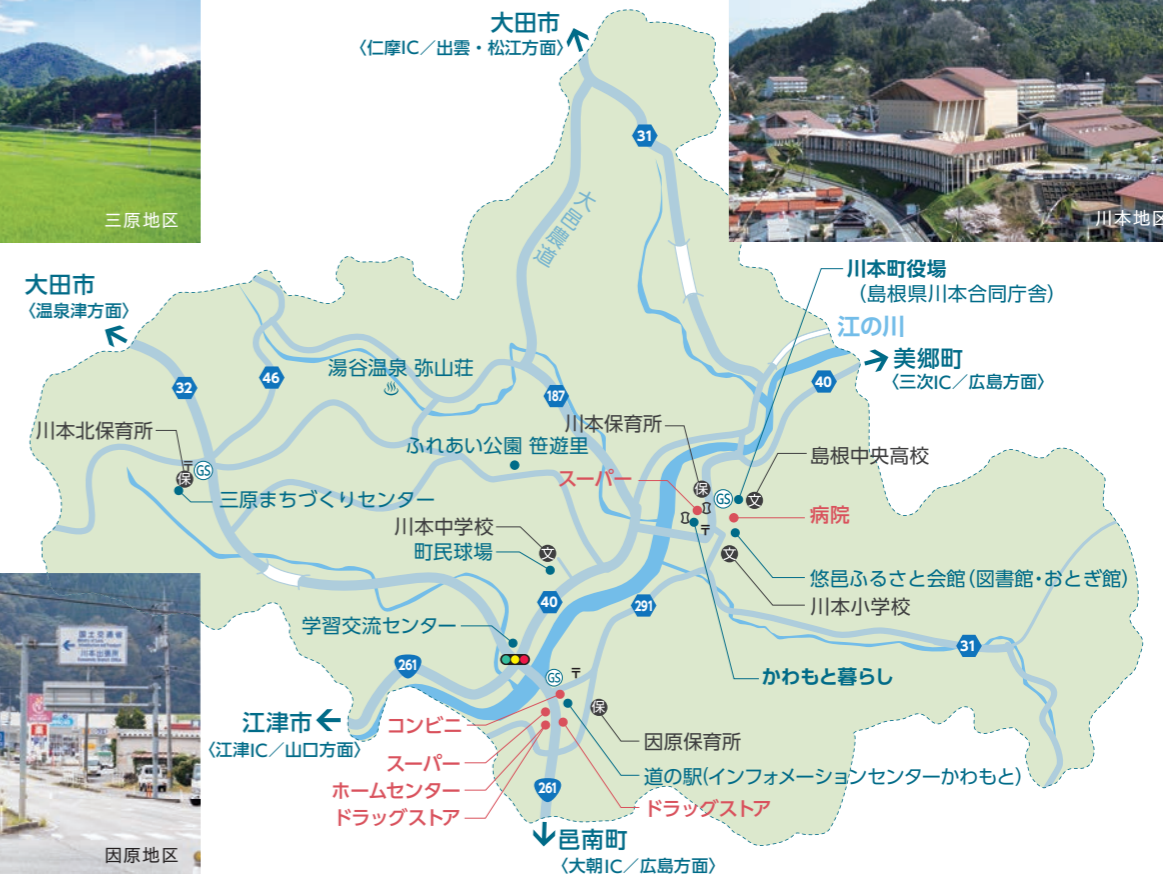 大田市
〈仁摩IC／出雲・松江方面〉
三原地区
川本地区
31
大邑農道
大田市
〈温泉津方面〉
川本町役場
（島根県川本合同庁舎）
江の川
美郷町
〈三次IC／広島方面〉
湯谷温泉 弥山荘
32
46
187
40
川本北保育所
川本保育所
ふれあい公園 笹遊里
島根中央高校
スーパー
〒
保
GS
保
GS
文
三原まちづくりセンター
病院
川本中学校
〒
町民球場
文
文
悠邑ふるさと会館(図書館・おとぎ館)
川本小学校
40
291
学習交流センター
31
国土交通省
川本出張所
261
GS
〒
かわもと暮らし
江津市
〈江津IC／山口方面〉
コンビニ
保
因原保育所
スーパー
道の駅(インフォメーションセンターかわもと)
ホームセンター
261
ドラッグストア
ドラッグストア
因原地区
邑南町
〈大朝IC／広島方面〉